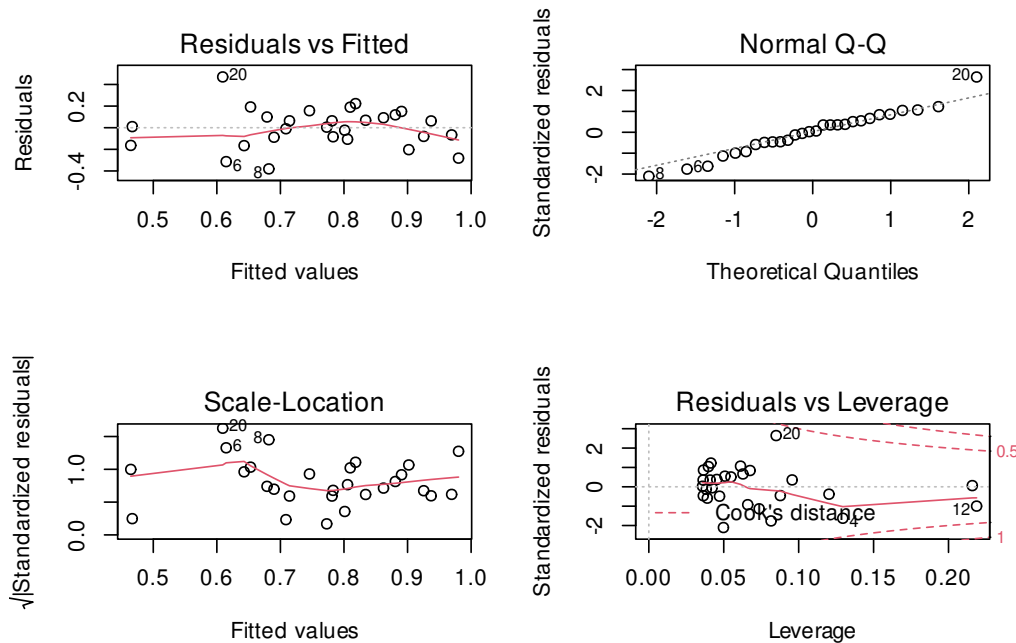 Residuals vs Fitted
Residuals
-0.4 0.2
20
6
8
0.5 0.6 0.7 0.8 0.9 1.0
Fitted values
Normal Q-Q
Standardized residuals
-2 0 2
20
6
8
-2 -1 0 1 2
Theoretical Quantiles
Scale-Location
√|Standardized residuals|
0.0 1.0
20
6
8
0.5 0.6 0.7 0.8 0.9 1.0
Fitted values
Residuals vs Leverage
Standardized residuals
-2 0 2
20
0.5
12
4
Cook's distance
1
0.00 0.05 0.10 0.15 0.20
Leverage